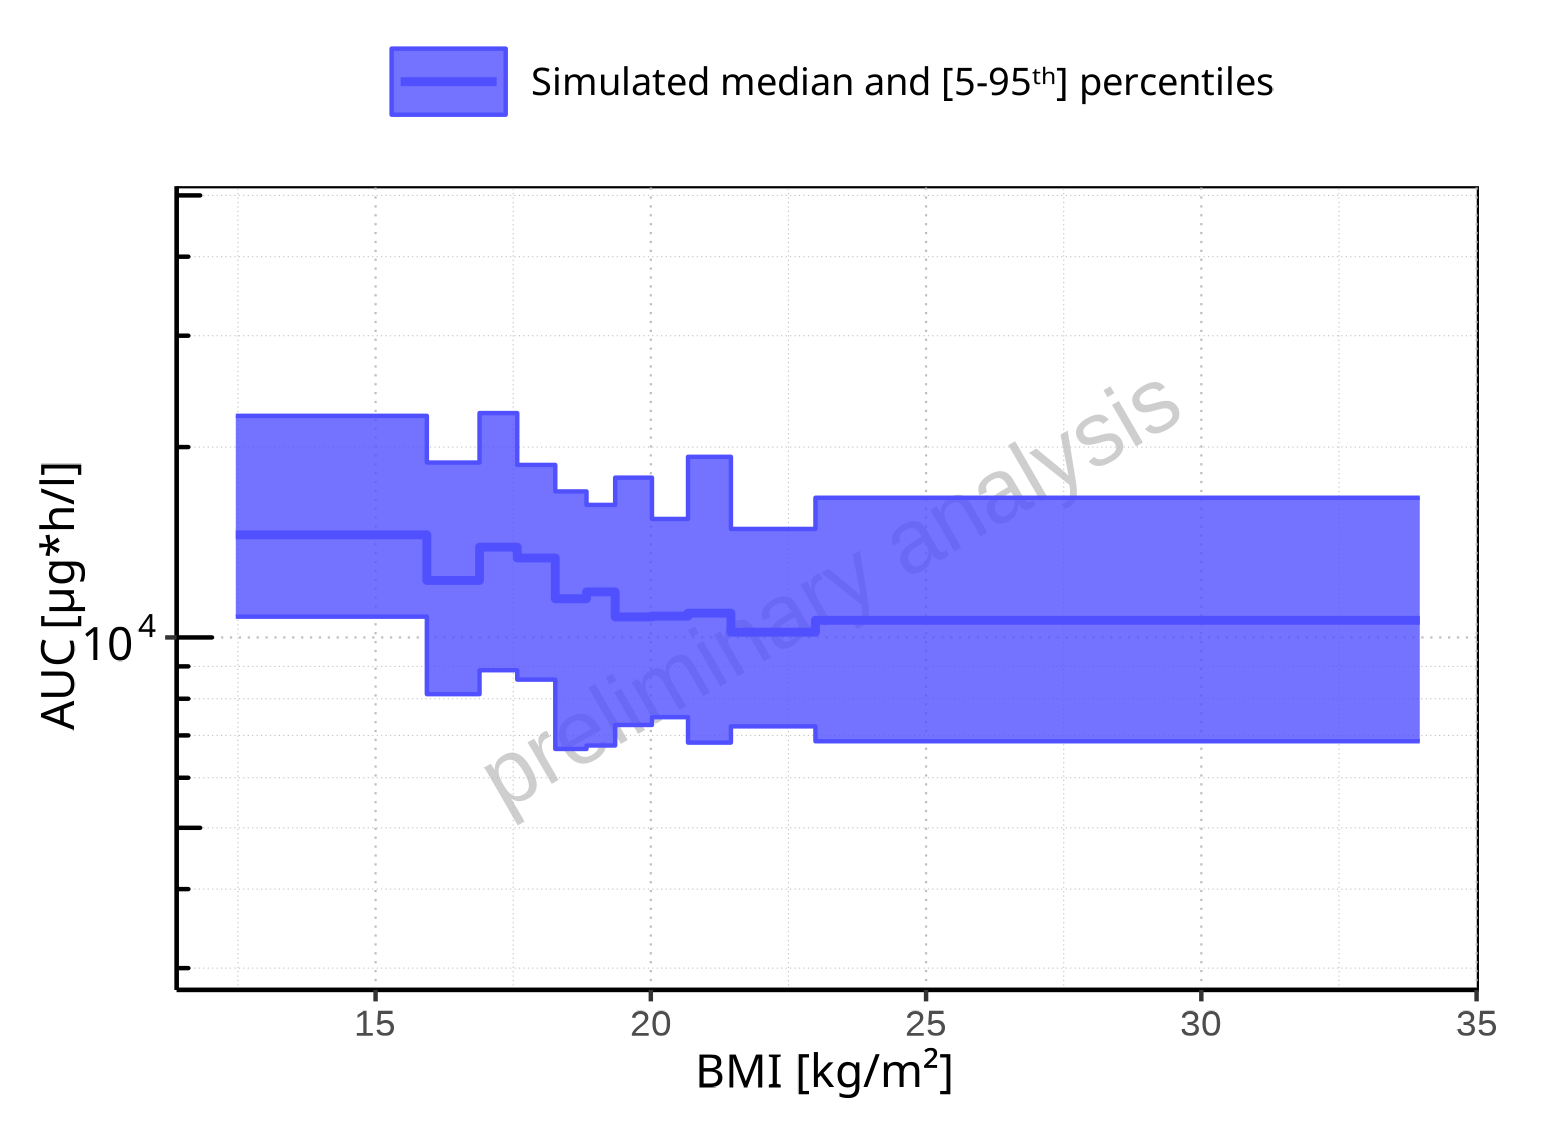 Simulated median and [5-95ᵗʰ] percentiles
AUC [µg*h/l]
10⁴
preliminary analysis
15 20 25 30 35
BMI [kg/m²]